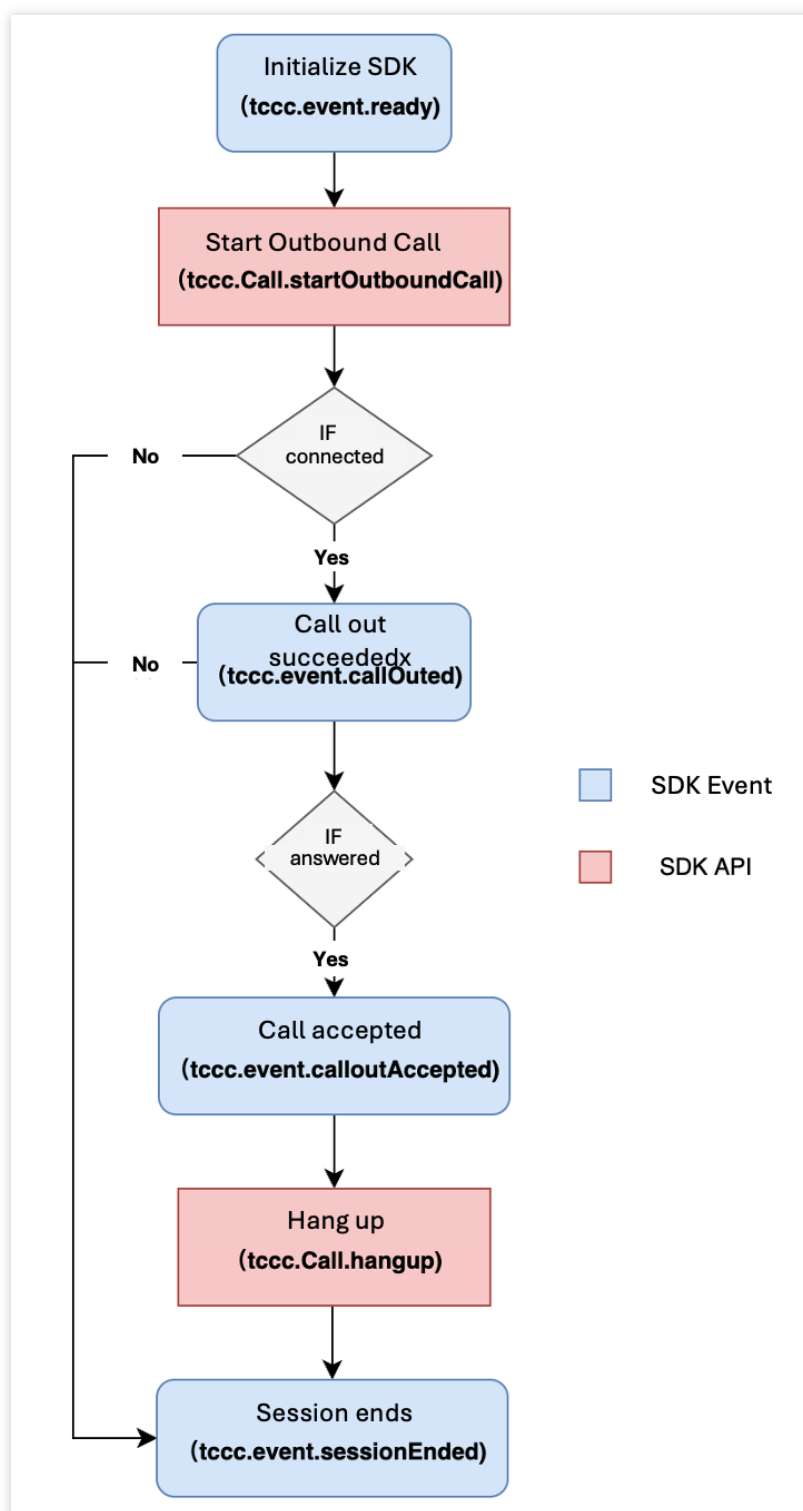 Initialize SDK
(tccc.event.ready)
Start Outbound Call
(tccc.Call.startOutboundCall)
IF
connected
No
Yes
Call out
succeededx
(tccc.event.callOuted)
No
SDK Event
IF
answered
SDK API
Yes
Call accepted
(tccc.event.calloutAccepted)
Hang up
(tccc.Call.hangup)
Session ends
(tccc.event.sessionEnded)